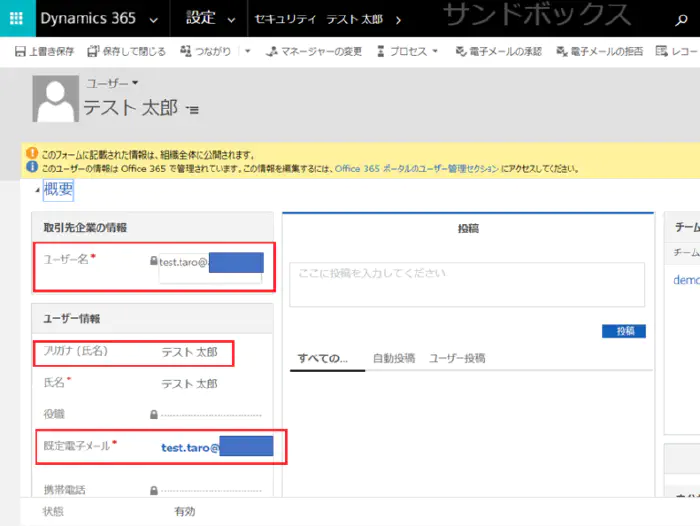 Dynamics 365 設定 セキュリティ テスト 太郎 サンドボックス
上書き保存 保存して閉じる つながり マネージャーの変更 プロセス 電子メールの承認 電子メールの拒否 レコー
ユーザー
テスト 太郎
このフォームに記載された情報は、組織全体に公開されます。
このユーザーの情報は Office 365 で管理されています。この情報を編集するには、Office 365 ポータルのユーザー管理セクション にアクセスしてください。
概要
取引先企業の情報
ユーザー名* test.taro@
ユーザー情報
フリガナ (氏名) テスト 太郎
氏名* テスト 太郎
役職
既定電子メール* test.taro@
携帯電話
状態 有効
投稿
ここに投稿を入力してください
投稿
すべての... 自動投稿 ユーザー投稿
チーム
チーム
demo